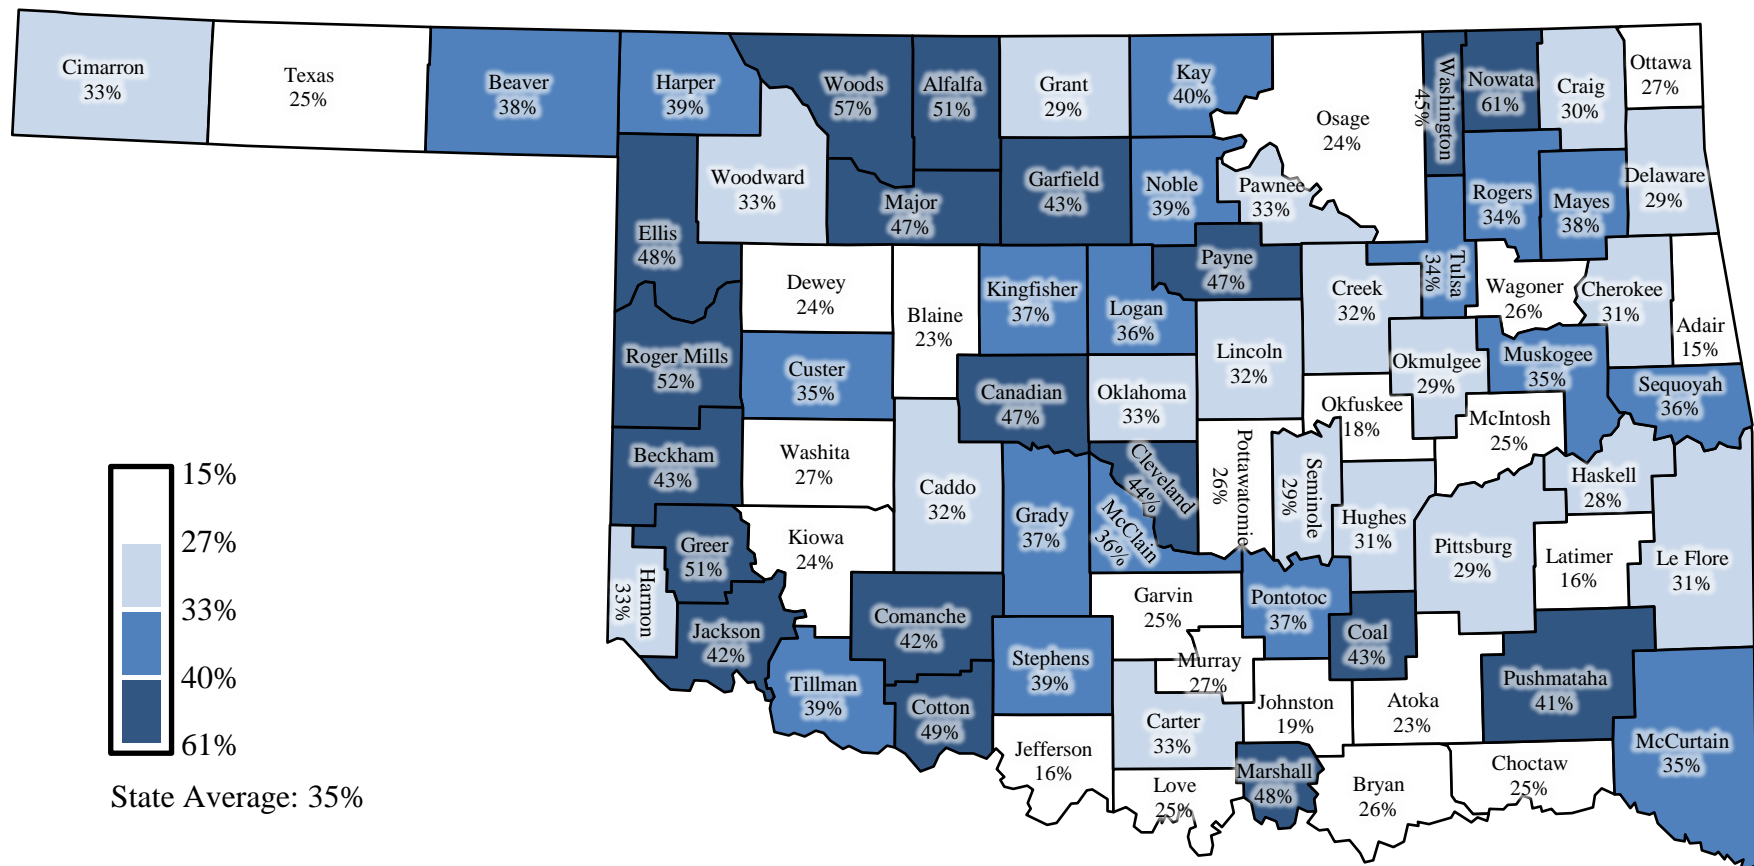 Cimarron
33%
Texas
25%
Beaver
38%
Harper
39%
Woods
57%
Alfalfa
51%
Grant
29%
Kay
40%
Osage
24%
Washington
45%
Nowata
61%
Craig
30%
Ottawa
27%
Woodward
33%
Major
47%
Garfield
43%
Noble
39%
Pawnee
33%
Rogers
34%
Mayes
38%
Delaware
29%
Ellis
48%
Dewey
24%
Blaine
23%
Kingfisher
37%
Logan
36%
Payne
47%
Creek
32%
Tulsa
34%
Wagoner
26%
Cherokee
31%
Adair
15%
Roger Mills
52%
Custer
35%
Canadian
47%
Oklahoma
33%
Lincoln
32%
Okmulgee
29%
Muskogee
35%
Sequoyah
36%
Okfuskee
18%
McIntosh
25%
Beckham
43%
Washita
27%
Caddo
32%
Grady
37%
Cleveland
44%
McClain
36%
Pottawatomie
26%
Seminole
29%
Hughes
31%
Haskell
28%
Pittsburg
29%
Latimer
16%
Le Flore
31%
Greer
51%
Kiowa
24%
Harmon
33%
Jackson
42%
Comanche
42%
Garvin
25%
Pontotoc
37%
Coal
43%
Tillman
39%
Cotton
49%
Stephens
39%
Murray
27%
Johnston
19%
Atoka
23%
Pushmataha
41%
McCurtain
35%
Jefferson
16%
Carter
33%
Love
25%
Marshall
48%
Bryan
26%
Choctaw
25%
15%
27%
33%
40%
61%
State Average: 35%